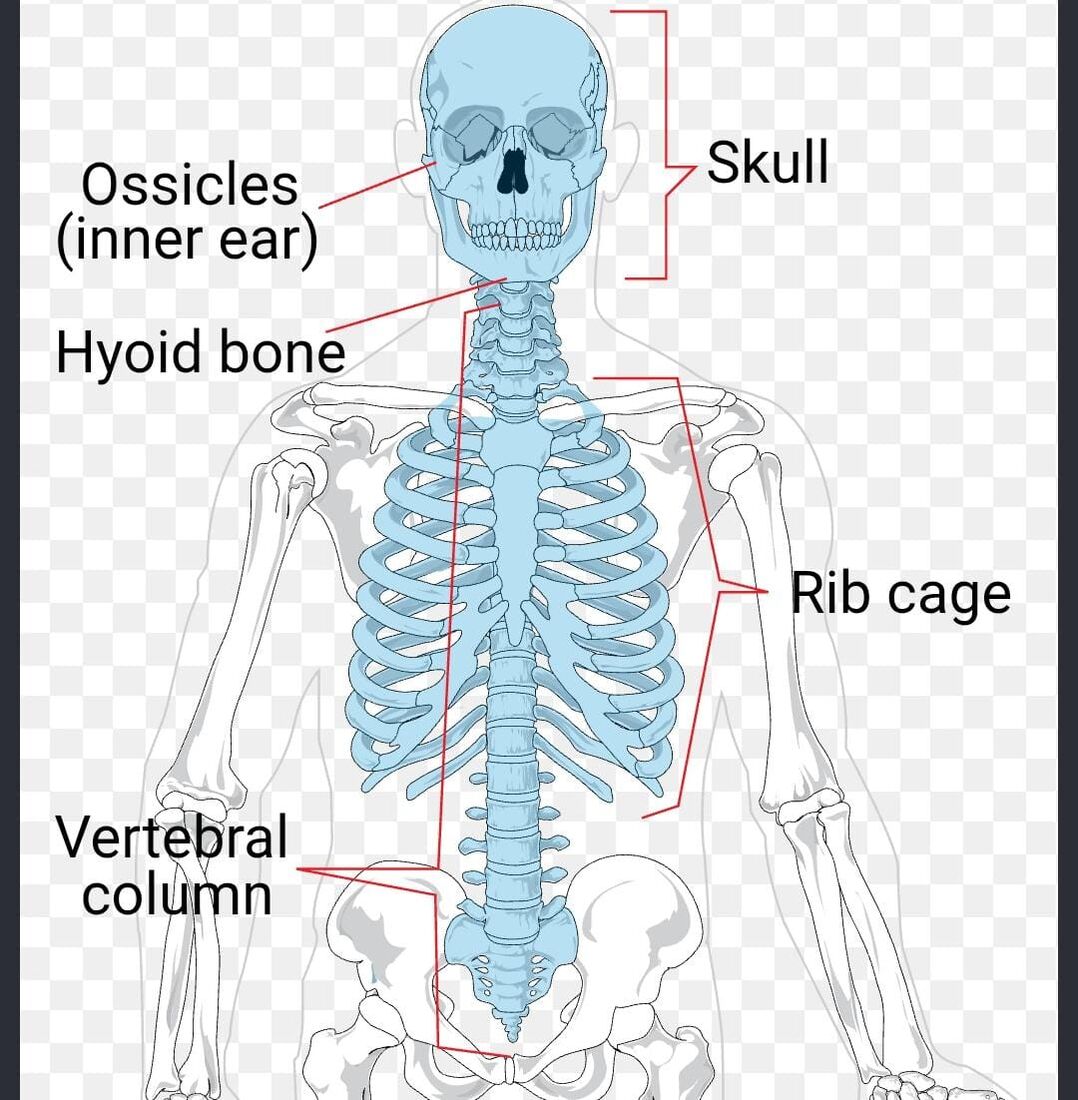 Skull
Ossicles
(inner ear)
Hyoid bone
Rib cage
Vertebral
column